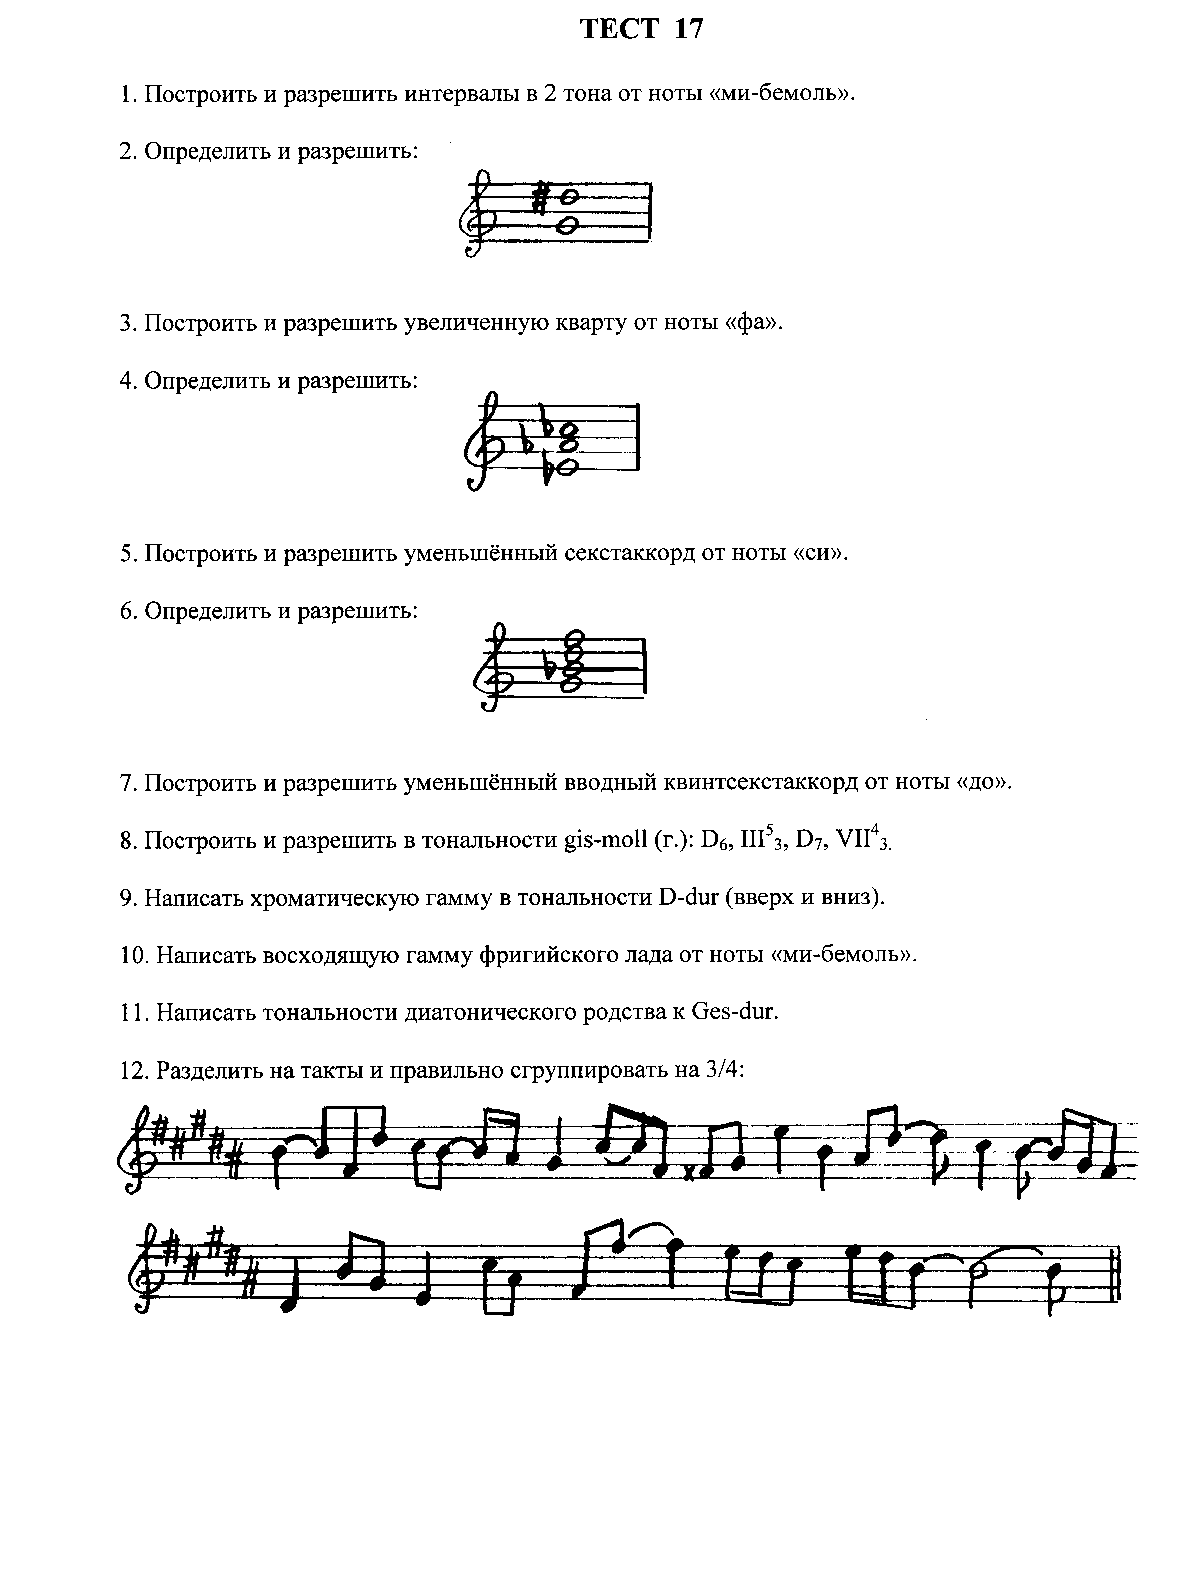 ТЕСТ 17
1. Построить и разрешить интервалы в 2 тона от ноты «ми-бемоль».
2. Определить и разрешить:
3. Построить и разрешить увеличенную кварту от ноты «фа».
4. Определить и разрешить:
5. Построить и разрешить уменьшённый секстаккорд от ноты «си».
6. Определить и разрешить:
7. Построить и разрешить уменьшённый вводный квинтсекстаккорд от ноты «до».
8. Построить и разрешить в тональности gis-moll (г.): D₆, III⁵₃, D₇, VII⁴₃.
9. Написать хроматическую гамму в тональности D-dur (вверх и вниз).
10. Написать восходящую гамму фригийского лада от ноты «ми-бемоль».
11. Написать тональности диатонического родства к Ges-dur.
12. Разделить на такты и правильно сгруппировать на 3/4: